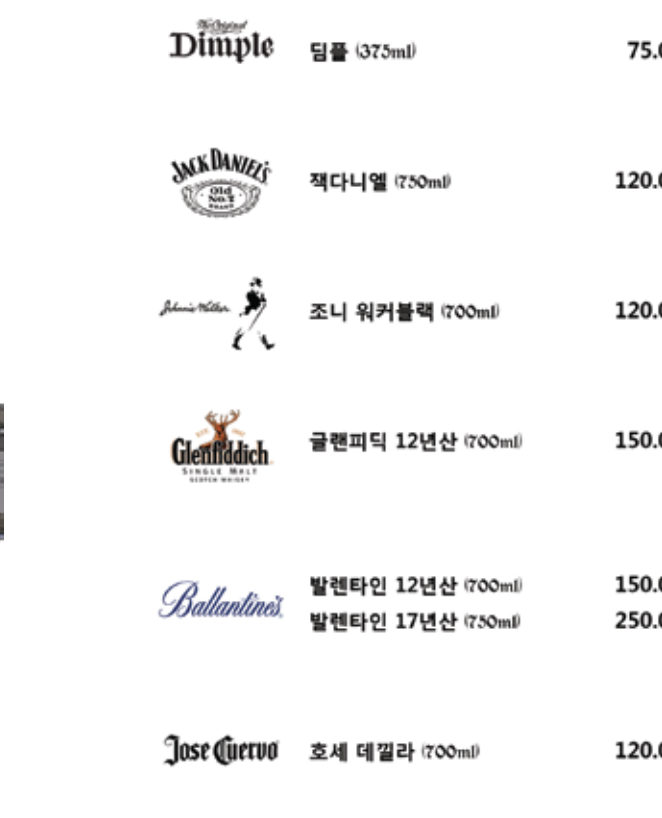 The Original
Dimple
딤플 (375ml) 75.0
JACK DANIEL'S
Old
No.7
BRAND
잭다니엘 (750ml) 120.0
Johnnie Walker
조니 워커블랙 (700ml) 120.0
Glenfiddich
SINGLE MALT
SCOTCH WHISKY
글랜피딕 12년산 (700ml) 150.0
Ballantine's
발렌타인 12년산 (700ml) 150.0
발렌타인 17년산 (750ml) 250.0
Jose Cuervo
호세 데낄라 (700ml) 120.0